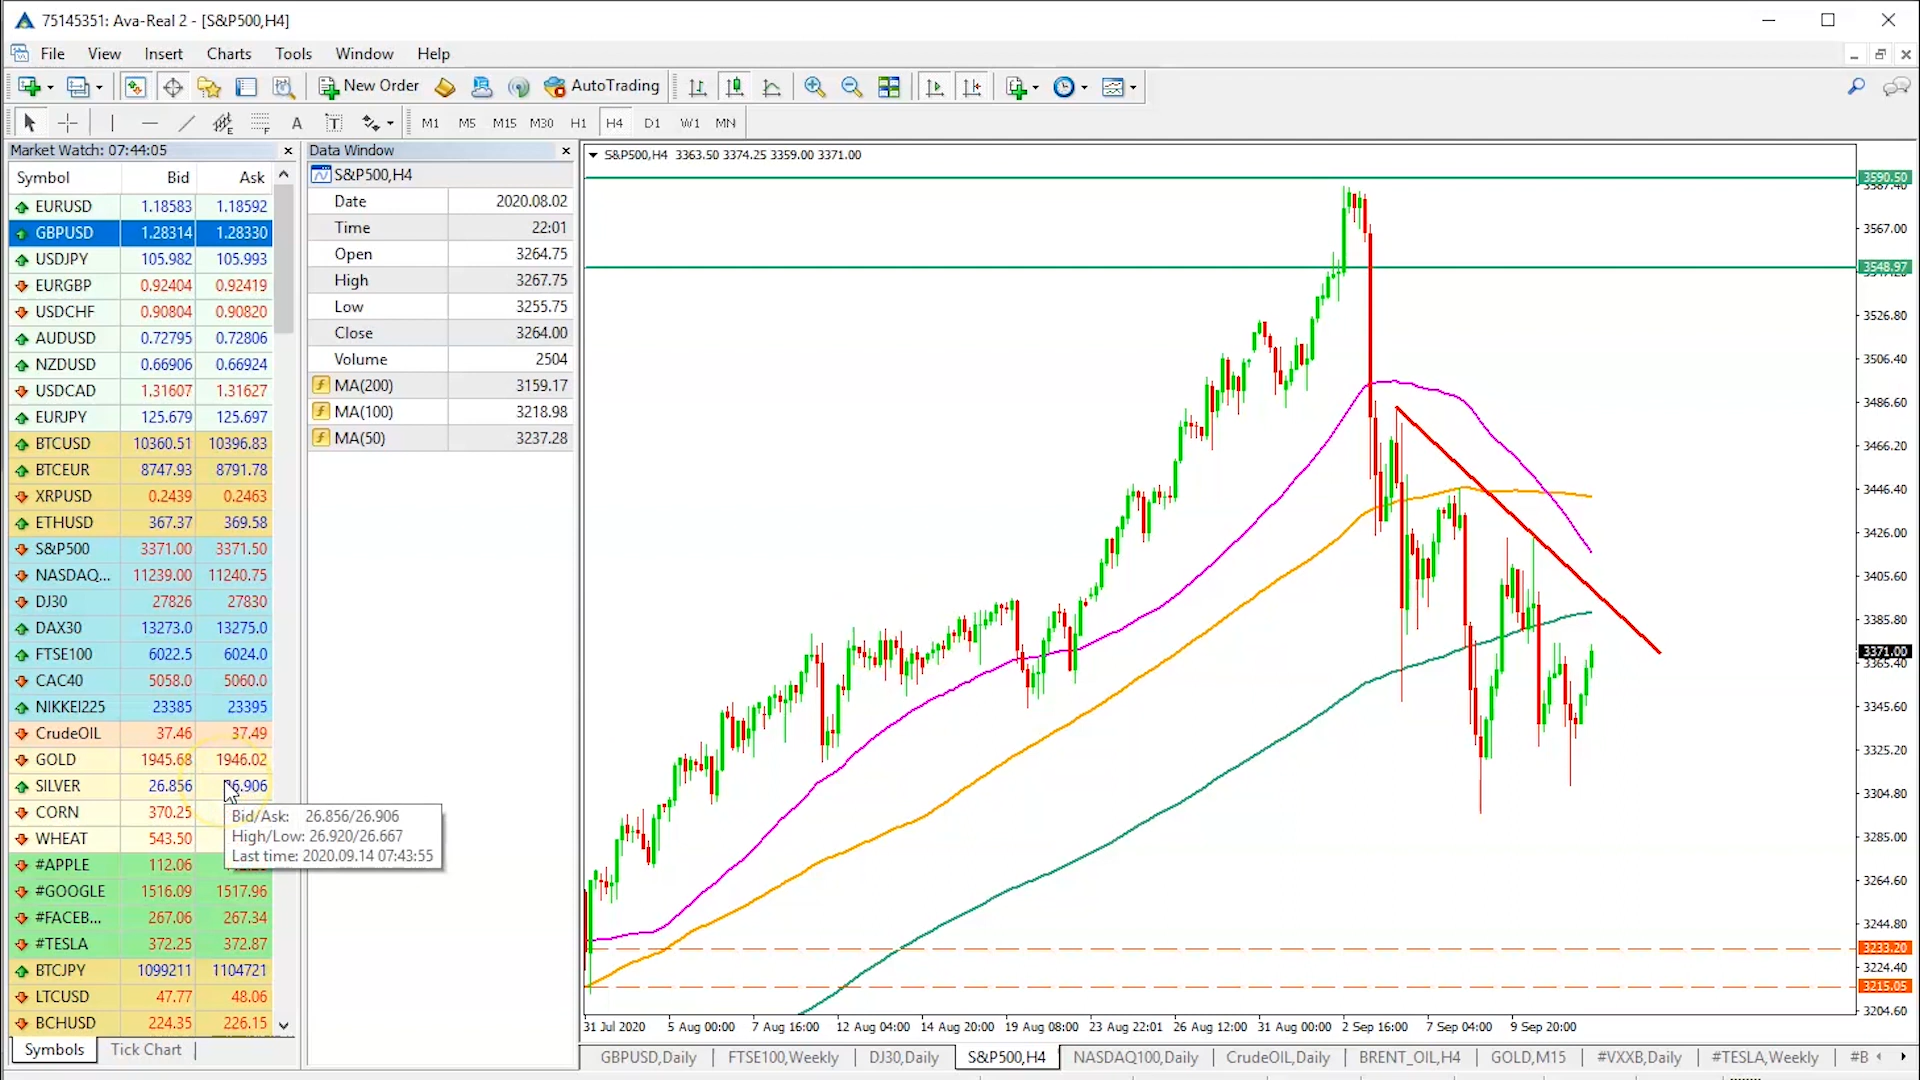 75145351: Ava-Real 2 - [S&P500,H4]
File View Insert Charts Tools Window Help
New Order AutoTrading
M1 M5 M15 M30 H1 H4 D1 W1 MN
Market Watch: 07:44:05
Symbol Bid Ask
EURUSD 1.18583 1.18592
GBPUSD 1.28314 1.28330
USDJPY 105.982 105.993
EURGBP 0.92404 0.92419
USDCHF 0.90804 0.90820
AUDUSD 0.72795 0.72806
NZDUSD 0.66906 0.66924
USDCAD 1.31607 1.31627
EURJPY 125.679 125.697
BTCUSD 10360.51 10396.83
BTCEUR 8747.93 8791.78
XRPUSD 0.2439 0.2463
ETHUSD 367.37 369.58
S&P500 3371.00 3371.50
NASDAQ... 11239.00 11240.75
DJ30 27826 27830
DAX30 13273.0 13275.0
FTSE100 6022.5 6024.0
CAC40 5058.0 5060.0
NIKKEI225 23385 23395
CrudeOIL 37.46 37.49
GOLD 1945.68 1946.02
SILVER 26.856 26.906
CORN 370.25
WHEAT 543.50
#APPLE 112.06
#GOOGLE 1516.09 1517.96
#FACEB... 267.06 267.34
#TESLA 372.25 372.87
BTCJPY 1099211 1104721
LTCUSD 47.77 48.06
BCHUSD 224.35 226.15
Symbols Tick Chart
Bid/Ask: 26.856/26.906
High/Low: 26.920/26.667
Last time: 2020.09.14 07:43:55
Data Window
S&P500,H4
Date 2020.08.02
Time 22:01
Open 3264.75
High 3267.75
Low 3255.75
Close 3264.00
Volume 2504
MA(200) 3159.17
MA(100) 3218.98
MA(50) 3237.28
S&P500,H4 3363.50 3374.25 3359.00 3371.00
3590.50
3567.00
3548.97
3526.80
3506.40
3486.60
3466.20
3446.40
3426.00
3405.60
3385.80
3371.00
3365.40
3345.60
3325.20
3304.80
3285.00
3264.60
3244.80
3233.20
3224.40
3215.05
3204.60
31 Jul 2020 5 Aug 00:00 7 Aug 16:00 12 Aug 04:00 14 Aug 20:00 19 Aug 08:00 23 Aug 22:01 26 Aug 12:00 31 Aug 00:00 2 Sep 16:00 7 Sep 04:00 9 Sep 20:00
GBPUSD,Daily FTSE100,Weekly DJ30,Daily S&P500,H4 NASDAQ100,Daily CrudeOIL,Daily BRENT_OIL,H4 GOLD,M15 #VXXB,Daily #TESLA,Weekly #B